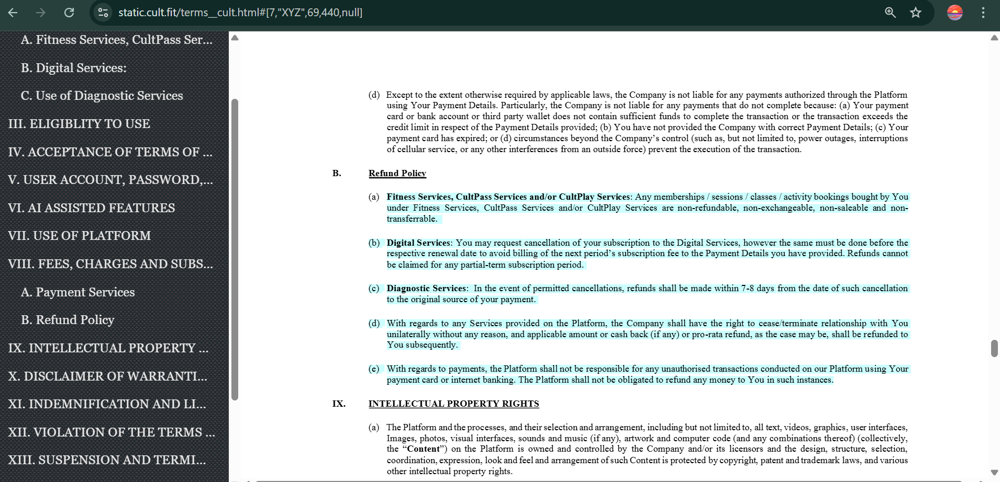 static.cult.fit/terms__cult.html#[7,"XYZ",69,440,null]
A. Fitness Services, CultPass Ser...
B. Digital Services:
C. Use of Diagnostic Services
III. ELIGIBLITY TO USE
IV. ACCEPTANCE OF TERMS OF ...
V. USER ACCOUNT, PASSWORD,...
VI. AI ASSISTED FEATURES
VII. USE OF PLATFORM
VIII. FEES, CHARGES AND SUBS...
A. Payment Services
B. Refund Policy
IX. INTELLECTUAL PROPERTY ...
X. DISCLAIMER OF WARRANTI...
XI. INDEMNIFICATION AND LI...
XII. VIOLATION OF THE TERMS ...
XIII. SUSPENSION AND TERMI...
(d) Except to the extent otherwise required by applicable laws, the Company is not liable for any payments authorized through the Platform
using Your Payment Details. Particularly, the Company is not liable for any payments that do not complete because: (a) Your payment
card or bank account or third party wallet does not contain sufficient funds to complete the transaction or the transaction exceeds the
credit limit in respect of the Payment Details provided; (b) You have not provided the Company with correct Payment Details; (c) Your
payment card has expired; or (d) circumstances beyond the Company’s control (such as, but not limited to, power outages, interruptions
of cellular service, or any other interferences from an outside force) prevent the execution of the transaction.
B. Refund Policy
(a) Fitness Services, CultPass Services and/or CultPlay Services: Any memberships / sessions / classes / activity bookings bought by You
under Fitness Services, CultPass Services and/or CultPlay Services are non-refundable, non-exchangeable, non-saleable and non-
transferrable.
(b) Digital Services: You may request cancellation of your subscription to the Digital Services, however the same must be done before the
respective renewal date to avoid billing of the next period’s subscription fee to the Payment Details you have provided. Refunds cannot
be claimed for any partial-term subscription period.
(c) Diagnostic Services: In the event of permitted cancellations, refunds shall be made within 7-8 days from the date of such cancellation
to the original source of your payment.
(d) With regards to any Services provided on the Platform, the Company shall have the right to cease/terminate relationship with You
unilaterally without any reason, and applicable amount or cash back (if any) or pro-rata refund, as the case may be, shall be refunded to
You subsequently.
(e) With regards to payments, the Platform shall not be responsible for any unauthorised transactions conducted on our Platform using Your
payment card or internet banking. The Platform shall not be obligated to refund any money to You in such instances.
IX. INTELLECTUAL PROPERTY RIGHTS
(a) The Platform and the processes, and their selection and arrangement, including but not limited to, all text, videos, graphics, user interfaces,
Images, photos, visual interfaces, sounds and music (if any), artwork and computer code (and any combinations thereof) (collectively,
the “Content”) on the Platform is owned and controlled by the Company and/or its licensors and the design, structure, selection,
coordination, expression, look and feel and arrangement of such Content is protected by copyright, patent and trademark laws, and various
other intellectual property rights.